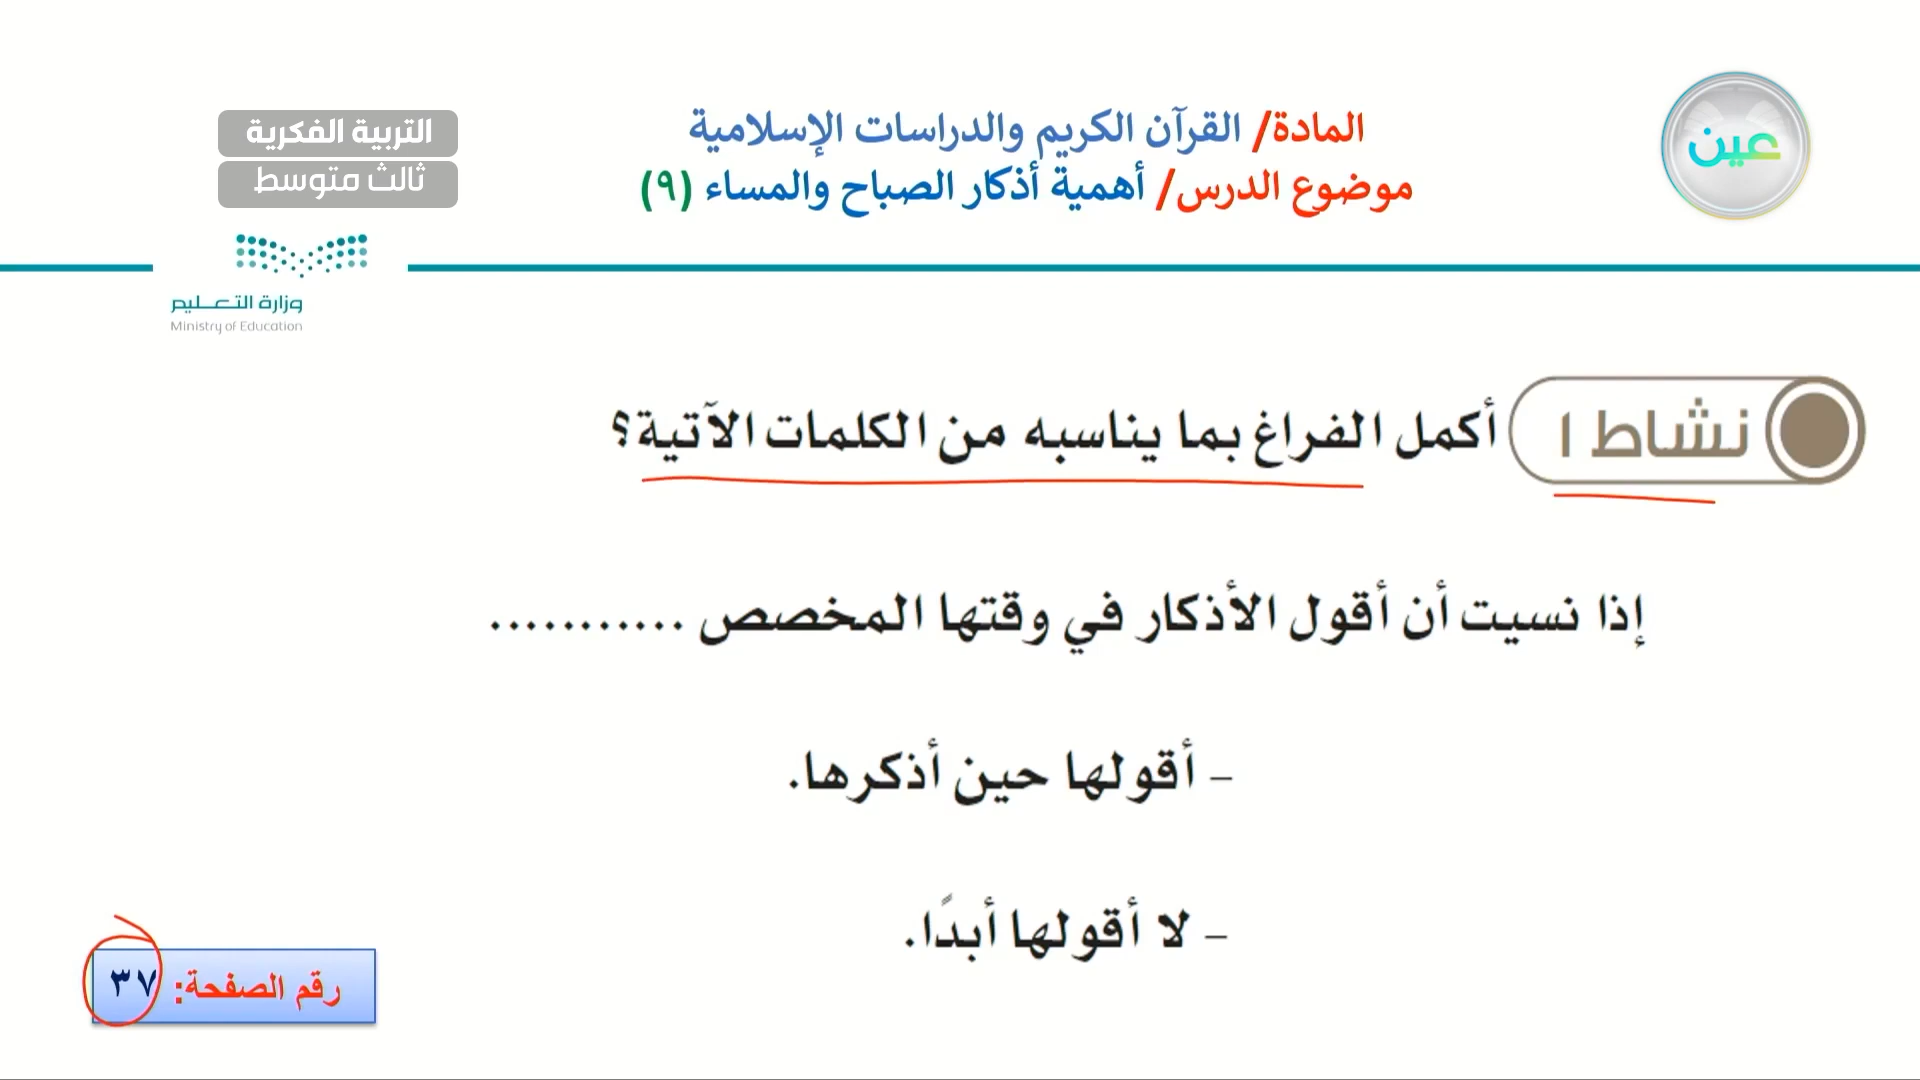 المادة/ القرآن الكريم والدراسات الإسلامية
موضوع الدرس/ أهمية أذكار الصباح والمساء (٩)
عين
التربية الفكرية
ثالث متوسط
وزارة التعـليم
Ministry of Education
نشاط ١
أكمل الفراغ بما يناسبه من الكلمات الآتية؟
إذا نسيت أن أقول الأذكار في وقتها المخصص ...........
– أقولها حين أذكرها.
– لا أقولها أبدًا.
رقم الصفحة: ٣٧